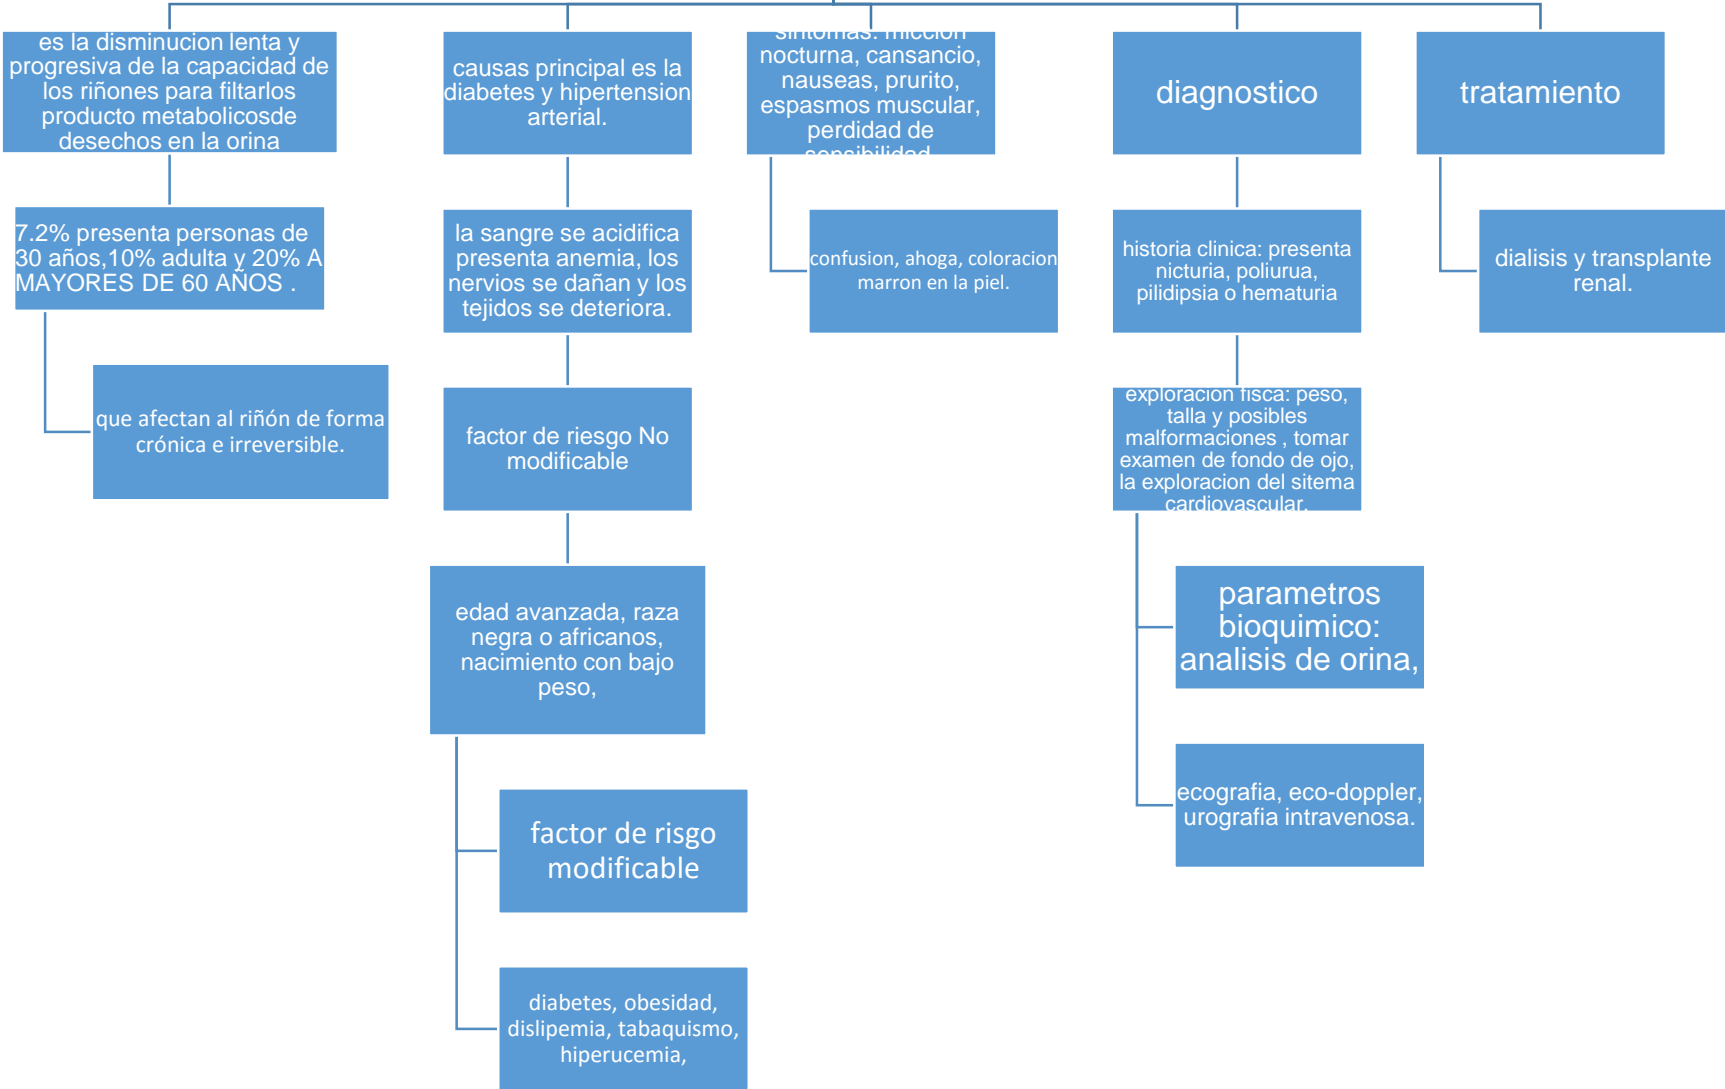 es la disminucion lenta y
progresiva de la capacidad de
los riñones para filtarlos
producto metabolicosde
desechos en la orina
7.2% presenta personas de
30 años,10% adulta y 20% A
MAYORES DE 60 AÑOS .
que afectan al riñón de forma
crónica e irreversible.
causas principal es la
diabetes y hipertension
arterial.
la sangre se acidifica
presenta anemia, los
nervios se dañan y los
tejidos se deteriora.
factor de riesgo No
modificable
edad avanzada, raza
negra o africanos,
nacimiento con bajo
peso,
factor de risgo
modificable
diabetes, obesidad,
dislipemia, tabaquismo,
hiperucemia,
sintomas: miccion
nocturna, cansancio,
nauseas, prurito,
espasmos muscular,
perdidad de
sensibilidad
confusion, ahoga, coloracion
marron en la piel.
diagnostico
historia clinica: presenta
nicturia, poliurua,
pilidipsia o hematuria
exploracion fisca: peso,
talla y posibles
malformaciones , tomar
examen de fondo de ojo,
la exploracion del sitema
cardiovascular.
parametros
bioquimico:
analisis de orina,
ecografia, eco-doppler,
urografia intravenosa.
tratamiento
dialisis y transplante
renal.